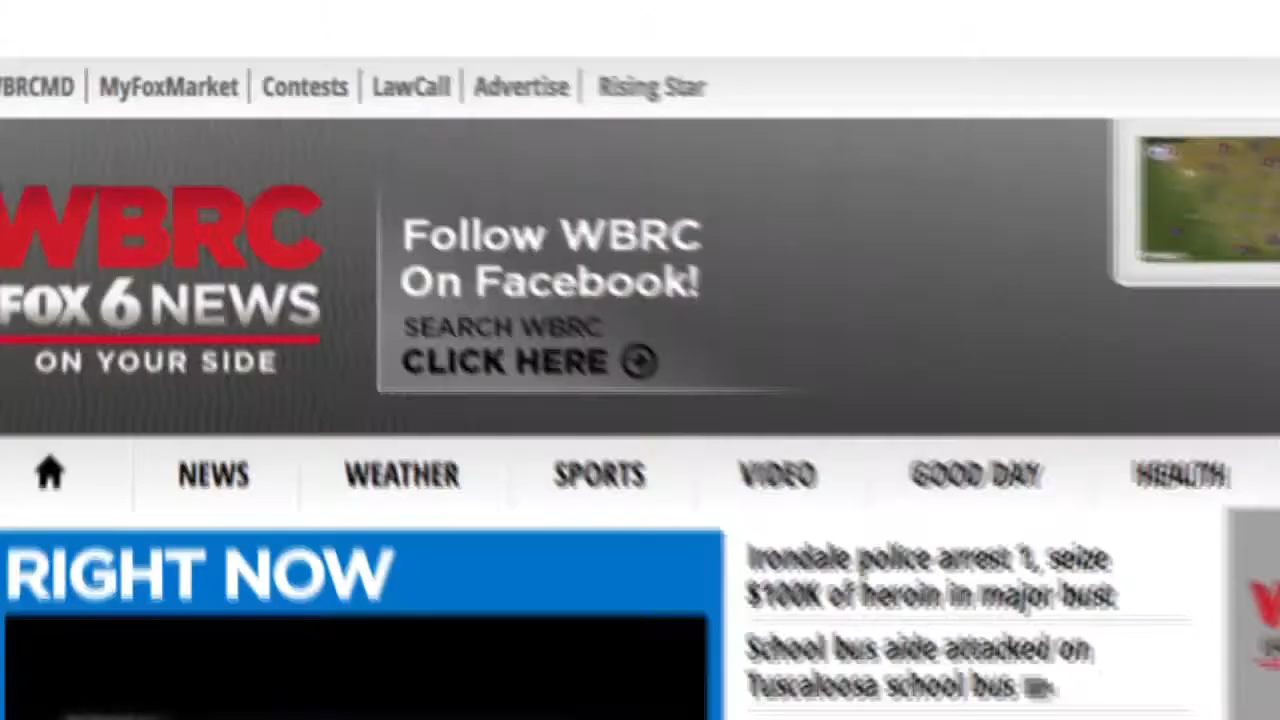 WBRCMD MyFoxMarket Contests LawCall Advertise Rising Star
WBRC
FOX 6 NEWS
ON YOUR SIDE
Follow WBRC
On Facebook!
SEARCH WBRC
CLICK HERE
NEWS WEATHER SPORTS VIDEO GOOD DAY HEALTH
RIGHT NOW
Irondale police arrest 1, seize
$100K of heroin in major bust
School bus aide attacked on
Tuscaloosa school bus